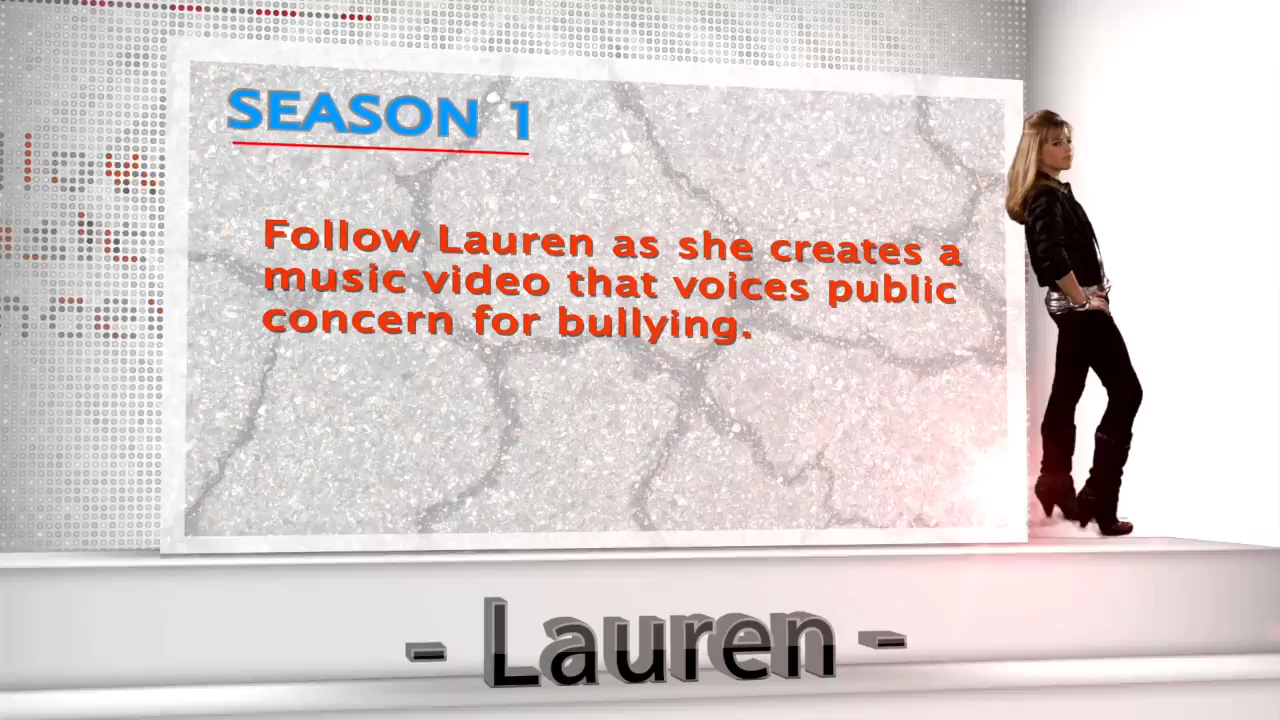 SEASON 1
Follow Lauren as she creates a
music video that voices public
concern for bullying.
- Lauren -